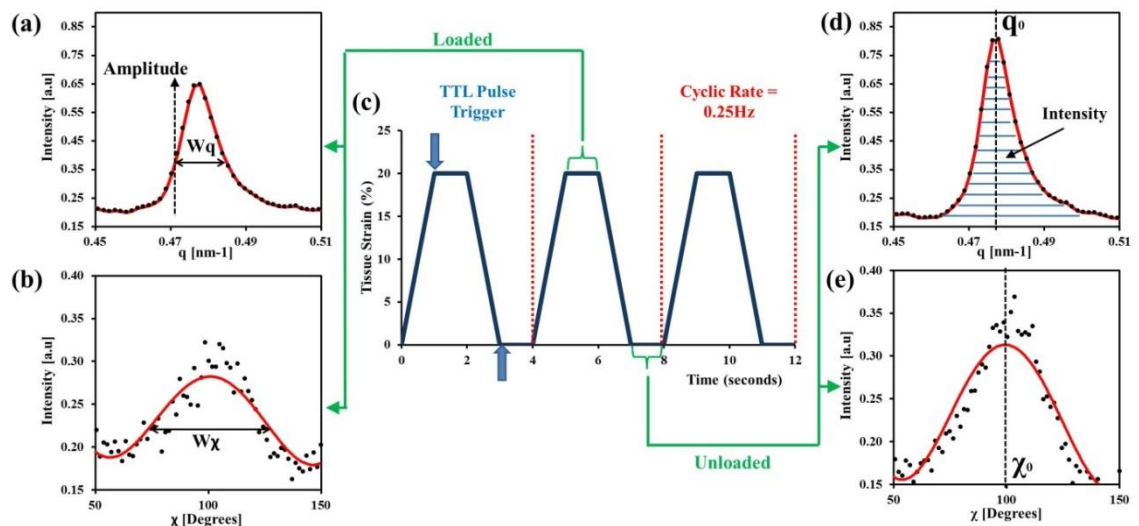 (a)
Intensity [a.u]
0.85
0.75
0.65
0.55
0.45
0.35
0.25
0.15
Amplitude
Wq
0.45
0.47
0.49
0.51
q [nm-1]
(b)
Intensity [a.u]
0.40
0.35
0.30
0.25
0.20
0.15
Wχ
50
100
150
χ [Degrees]
Loaded
(c)
TTL Pulse
Trigger
Cyclic Rate =
0.25Hz
Tissue Strain (%)
25
20
15
10
5
0
0
2
4
6
8
10
12
Time (seconds)
Unloaded
(d)
Intensity [a.u]
0.85
0.75
0.65
0.55
0.45
0.35
0.25
0.15
q0
Intensity
0.45
0.47
0.49
0.51
q [nm-1]
(e)
Intensity [a.u]
0.40
0.35
0.30
0.25
0.20
0.15
χ0
50
100
150
χ [Degrees]